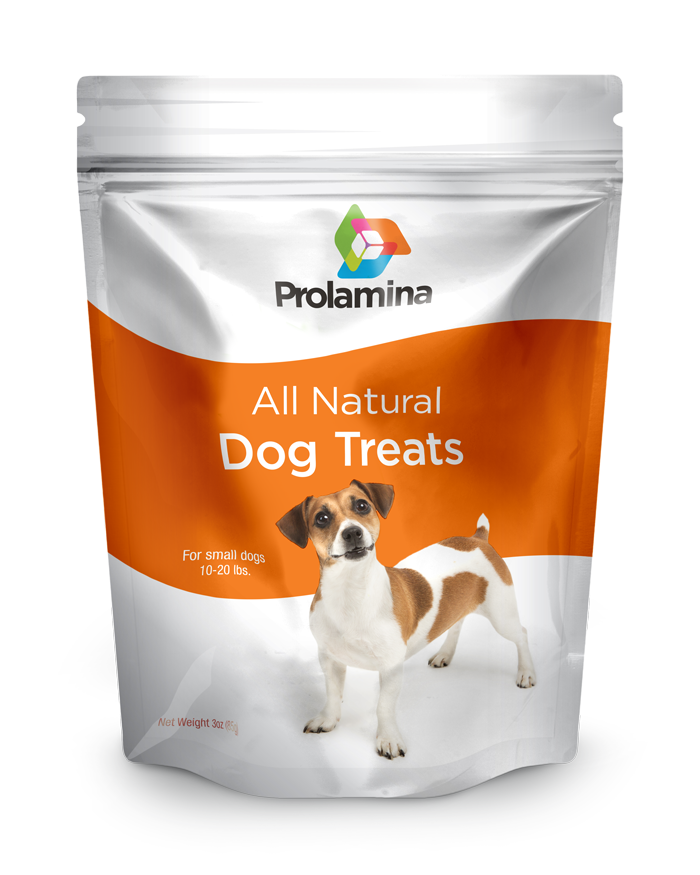 Prolamina
All Natural
Dog Treats
For small dogs
10-20 lbs.
Net Weight 3oz